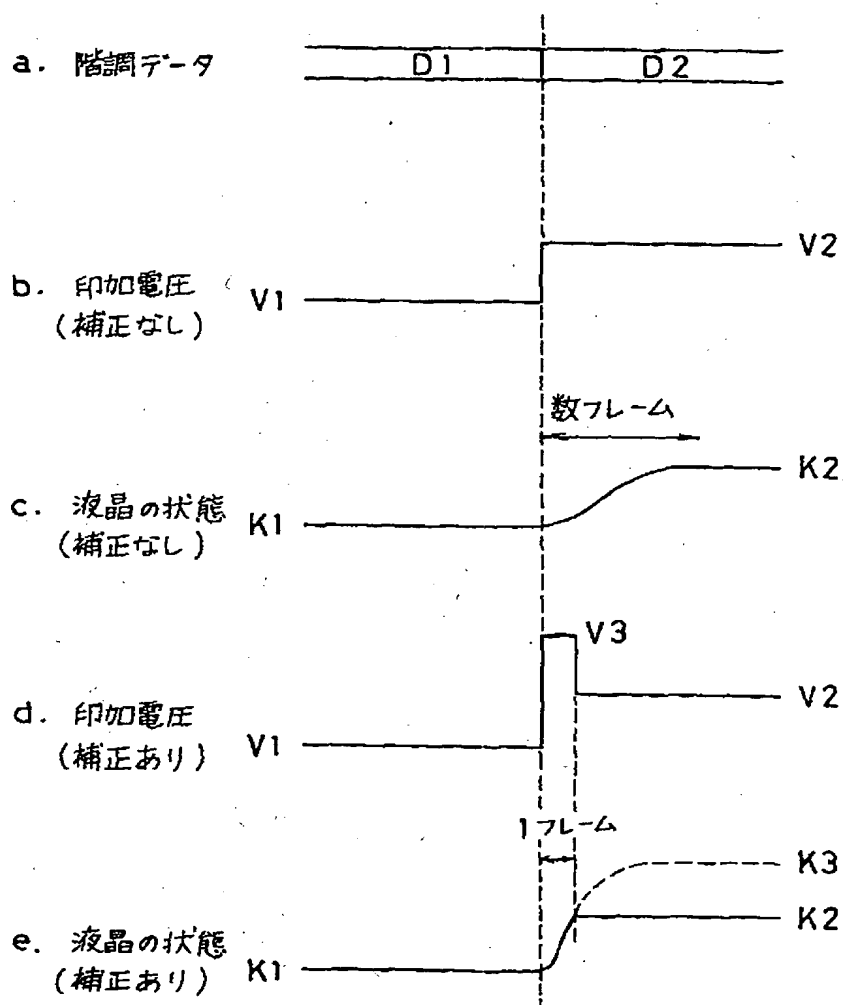 a. 階調データ D1 D2
V2
b. 印加電圧 V1
(補正なし)
数フレーム
K2
c. 液晶の状態 K1
(補正なし)
V3
V2
d. 印加電圧 V1
(補正あり)
1フレーム
K3
K2
e. 液晶の状態 K1
(補正あり)